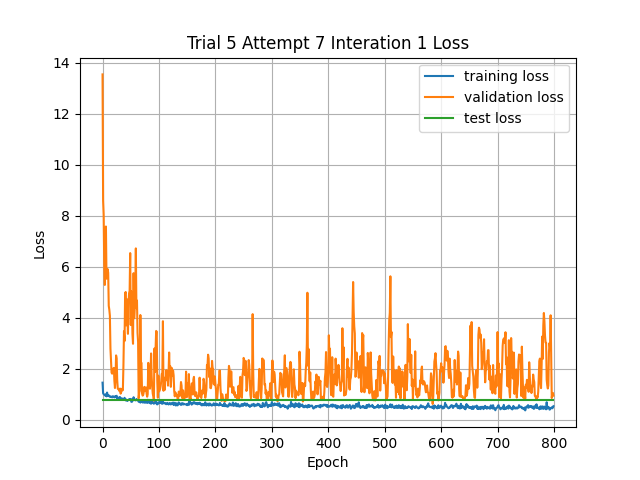 Trial 5 Attempt 7 Interation 1 Loss
training loss
validation loss
test loss
14
12
10
8
6
4
2
0
Loss
0 100 200 300 400 500 600 700 800
Epoch